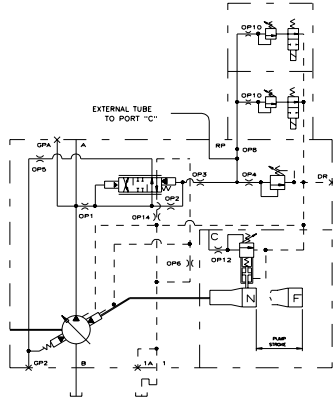 OP10
OP10
EXTERNAL TUBE
TO PORT "C"
GPA
A
RP
OP8
OP5
OP3
OP4
DR
OP2
OP1
OP14
C
OP12
OP6
N
F
PUMP
STROKE
GP2
B
1A
1